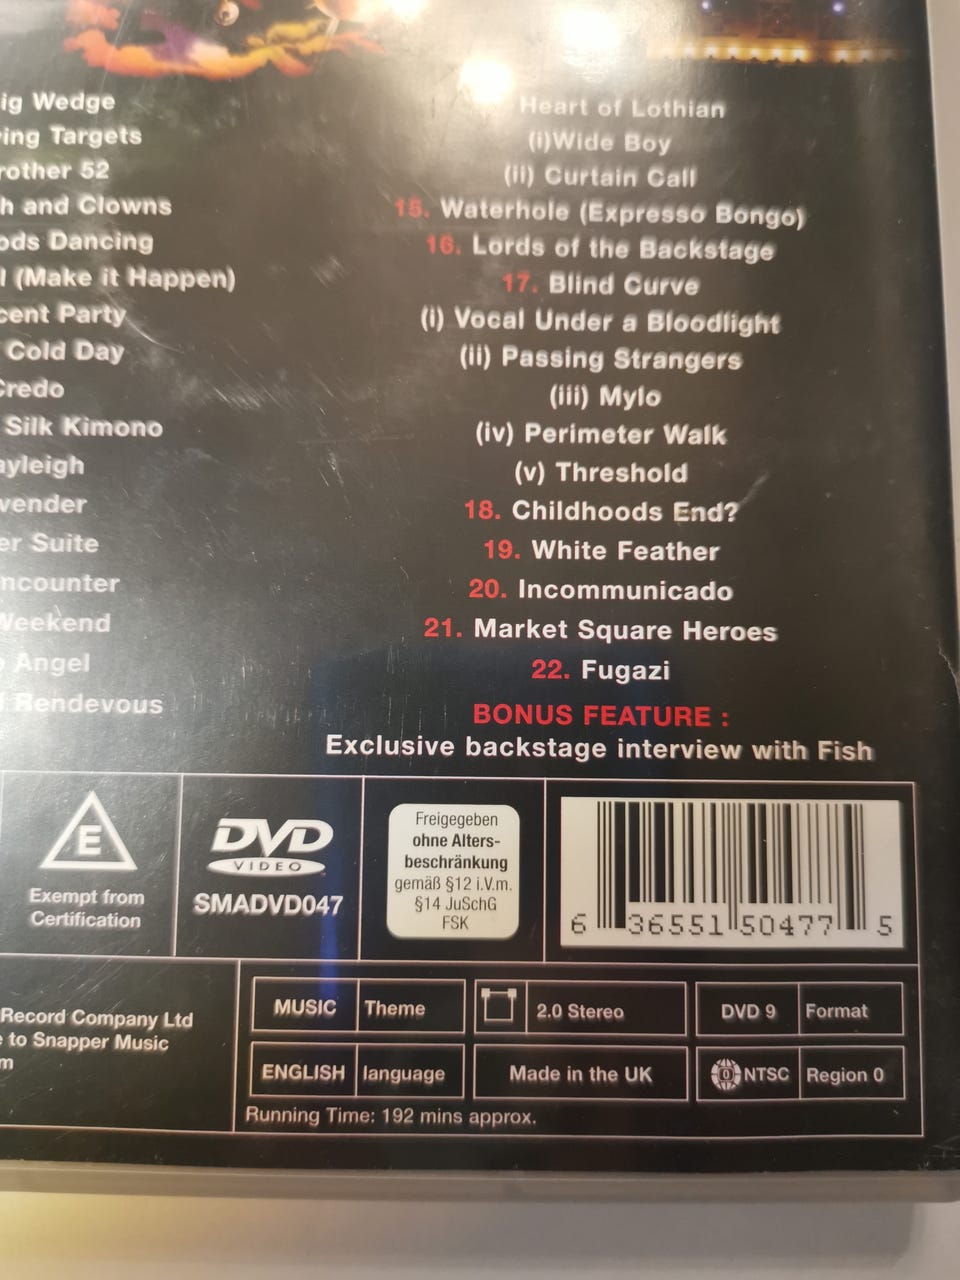 ig Wedge
ing Targets
rother 52
h and Clowns
ods Dancing
l (Make it Happen)
cent Party
Cold Day
Credo
Silk Kimono
ayleigh
vender
er Suite
ncounter
Weekend
Angel
Rendevous
Heart of Lothian
(i)Wide Boy
(ii) Curtain Call
15. Waterhole (Expresso Bongo)
16. Lords of the Backstage
17. Blind Curve
(i) Vocal Under a Bloodlight
(ii) Passing Strangers
(iii) Mylo
(iv) Perimeter Walk
(v) Threshold
18. Childhoods End?
19. White Feather
20. Incommunicado
21. Market Square Heroes
22. Fugazi
BONUS FEATURE :
Exclusive backstage interview with Fish
E
Exempt from
Certification
DVD
VIDEO
SMADVD047
Freigegeben
ohne Alters-
beschränkung
gemäß §12 i.V.m.
§14 JuSchG
FSK
6 36551 50477 5
Record Company Ltd
to Snapper Music
m
MUSIC Theme
2.0 Stereo
DVD 9 Format
ENGLISH language
Made in the UK
0 NTSC Region 0
Running Time: 192 mins approx.